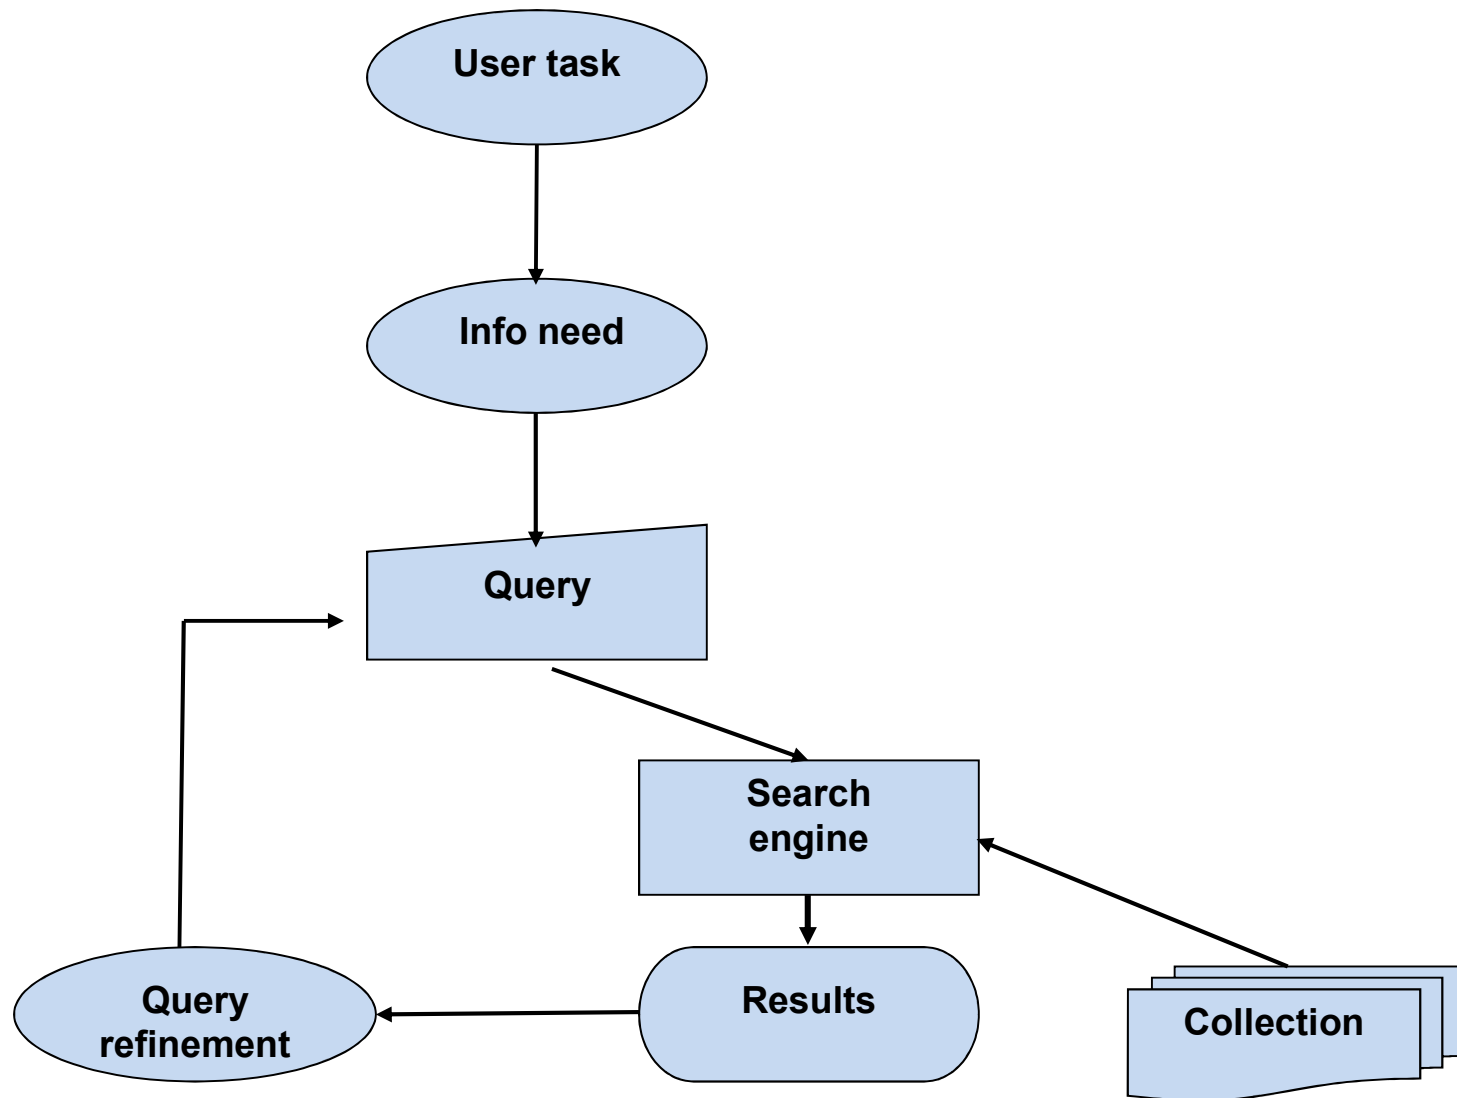 User task
Info need
Query
Search
engine
Query
refinement
Results
Collection